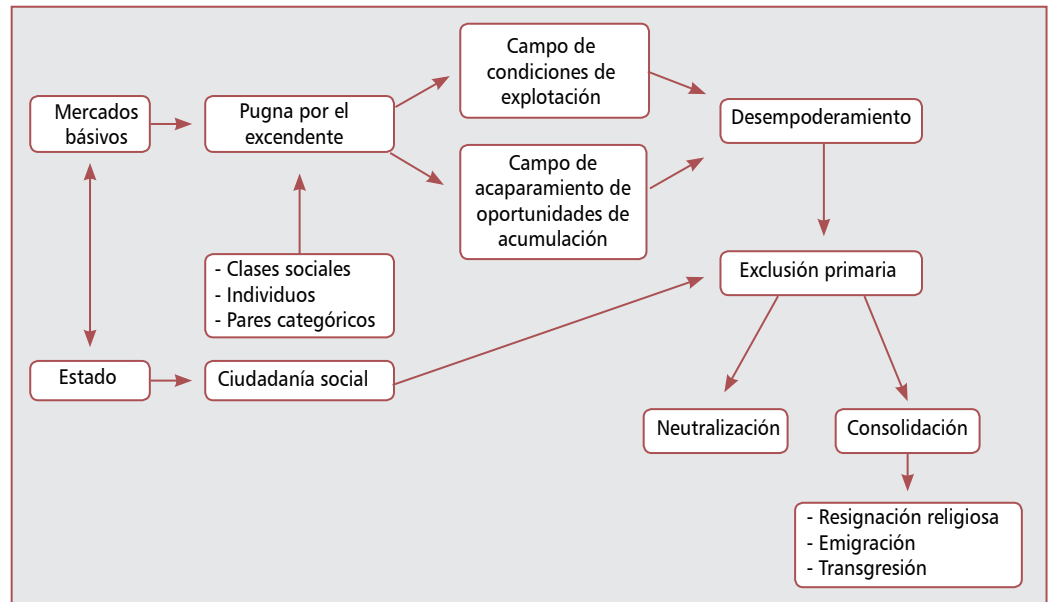 Mercados
básivos
Pugna por el
excendente
Campo de
condiciones de
explotación
Campo de
acaparamiento de
oportunidades de
acumulación
Desempoderamiento
- Clases sociales
- Individuos
- Pares categóricos
Exclusión primaria
Estado
Ciudadanía social
Neutralización
Consolidación
- Resignación religiosa
- Emigración
- Transgresión